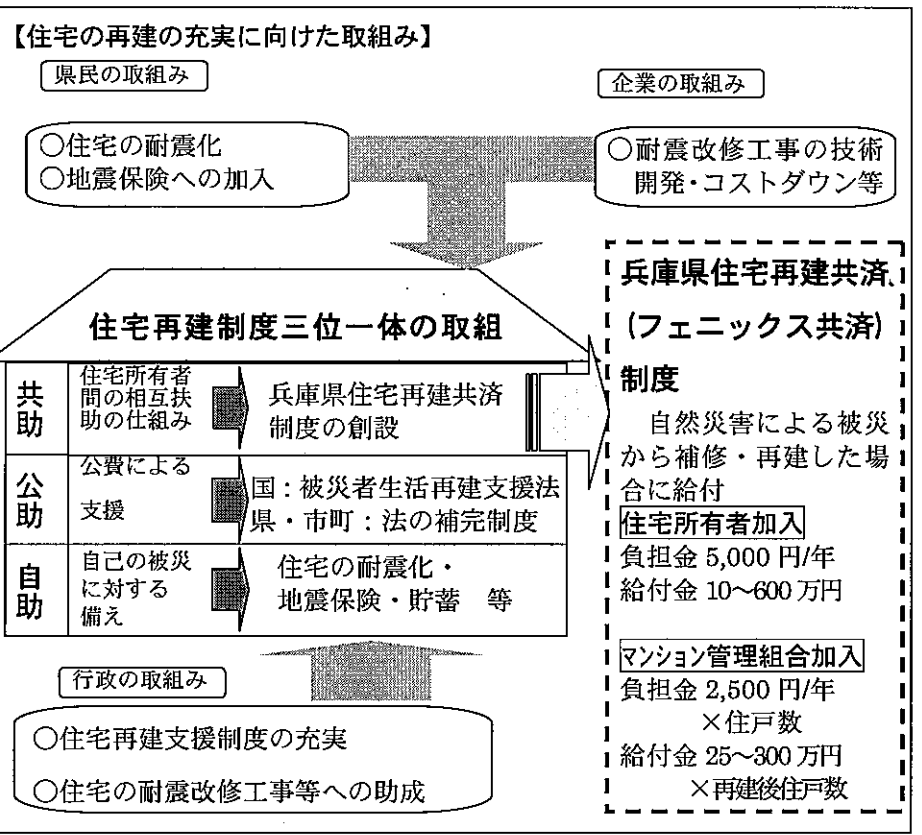 【住宅の再建の充実に向けた取組み】
県民の取組み
企業の取組み
○住宅の耐震化
○地震保険への加入
○耐震改修工事の技術
開発・コストダウン等
住宅再建制度三位一体の取組
共助
住宅所有者
間の相互扶
助の仕組み
兵庫県住宅再建共済
制度の創設
公助
公費による
支援
国：被災者生活再建支援法
県・市町：法の補完制度
自助
自己の被災
に対する
備え
住宅の耐震化・
地震保険・貯蓄 等
行政の取組み
○住宅再建支援制度の充実
○住宅の耐震改修工事等への助成
兵庫県住宅再建共済
(フェニックス共済)
制度
自然災害による被災
から補修・再建した場
合に給付
住宅所有者加入
負担金 5,000 円/年
給付金 10～600 万円
マンション管理組合加入
負担金 2,500 円/年
×住戸数
給付金 25～300 万円
×再建後住戸数